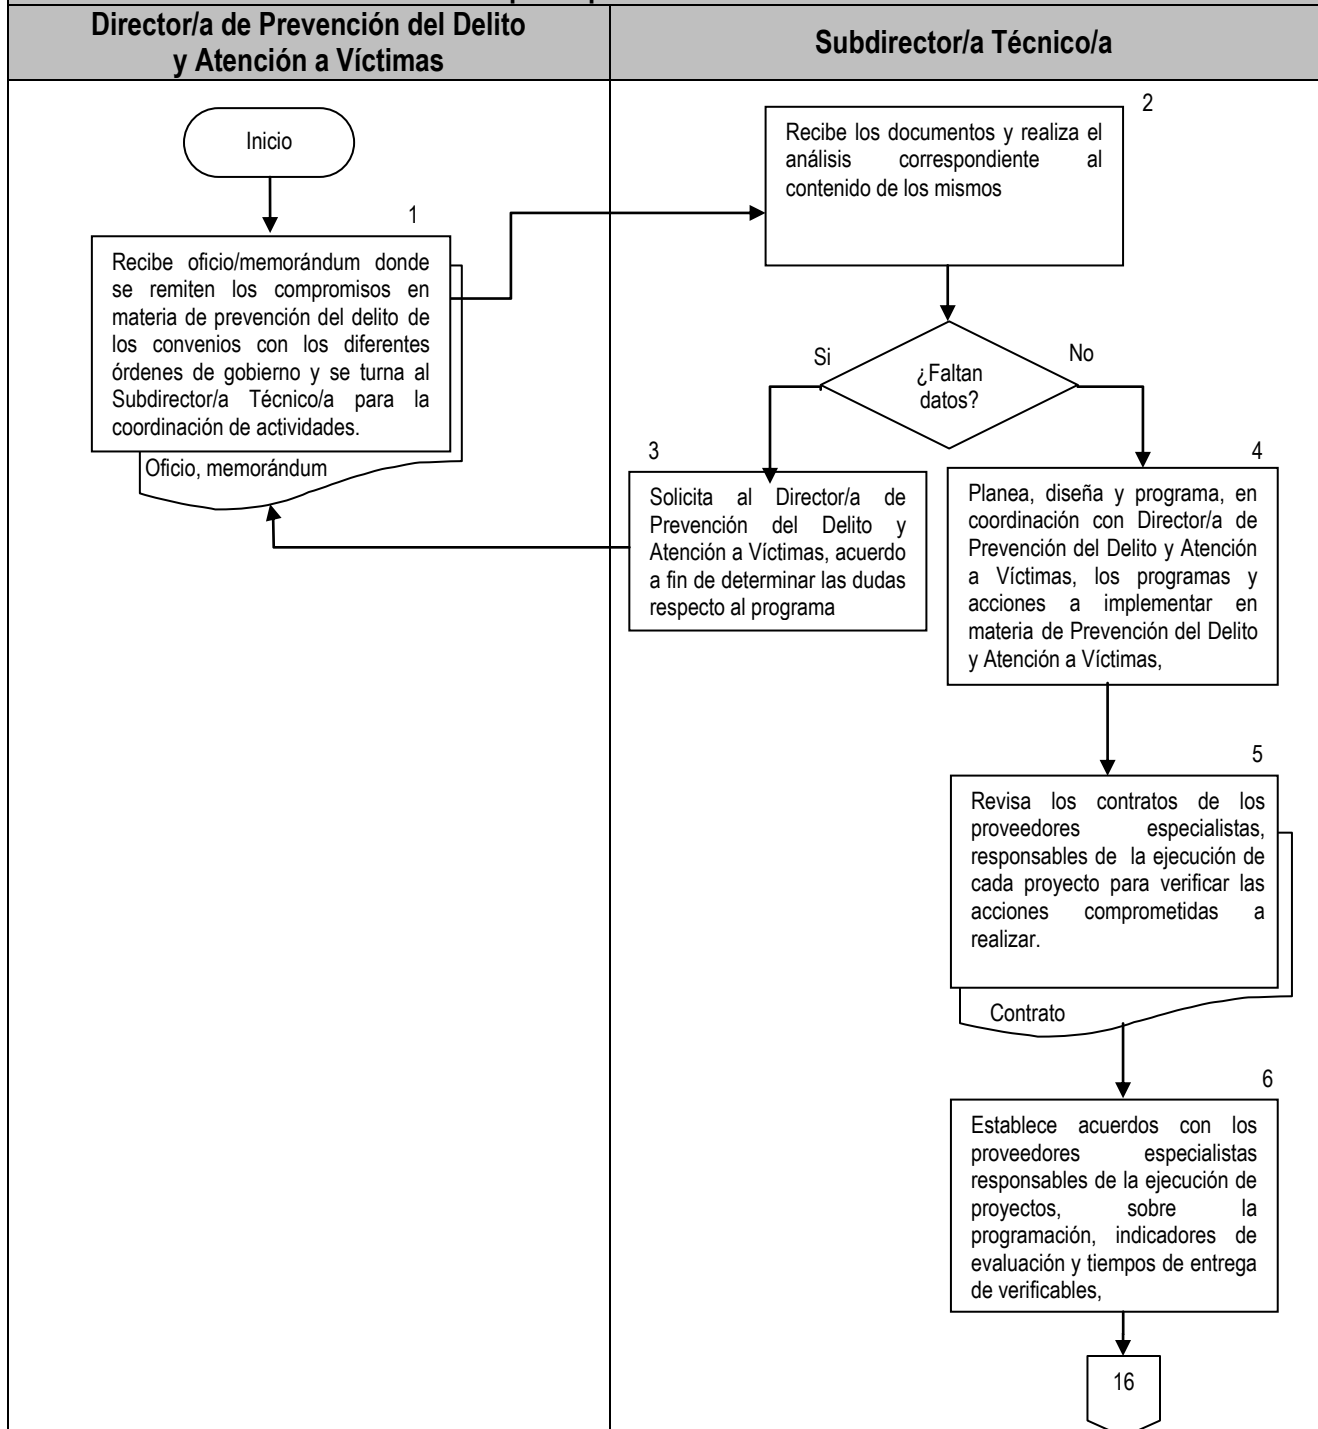 Director/a de Prevención del Delito
y Atención a Víctimas
Subdirector/a Técnico/a
Inicio
1
Recibe oficio/memorándum donde
se remiten los compromisos en
materia de prevención del delito de
los convenios con los diferentes
órdenes de gobierno y se turna al
Subdirector/a Técnico/a para la
coordinación de actividades.
Oficio, memorándum
2
Recibe los documentos y realiza el
análisis correspondiente al
contenido de los mismos
¿Faltan
datos?
Si
No
3
Solicita al Director/a de
Prevención del Delito y
Atención a Víctimas, acuerdo
a fin de determinar las dudas
respecto al programa
4
Planea, diseña y programa, en
coordinación con Director/a de
Prevención del Delito y Atención
a Víctimas, los programas y
acciones a implementar en
materia de Prevención del Delito
y Atención a Víctimas,
5
Revisa los contratos de los
proveedores especialistas,
responsables de la ejecución de
cada proyecto para verificar las
acciones comprometidas a
realizar.
Contrato
6
Establece acuerdos con los
proveedores especialistas
responsables de la ejecución de
proyectos, sobre la
programación, indicadores de
evaluación y tiempos de entrega
de verificables,
16